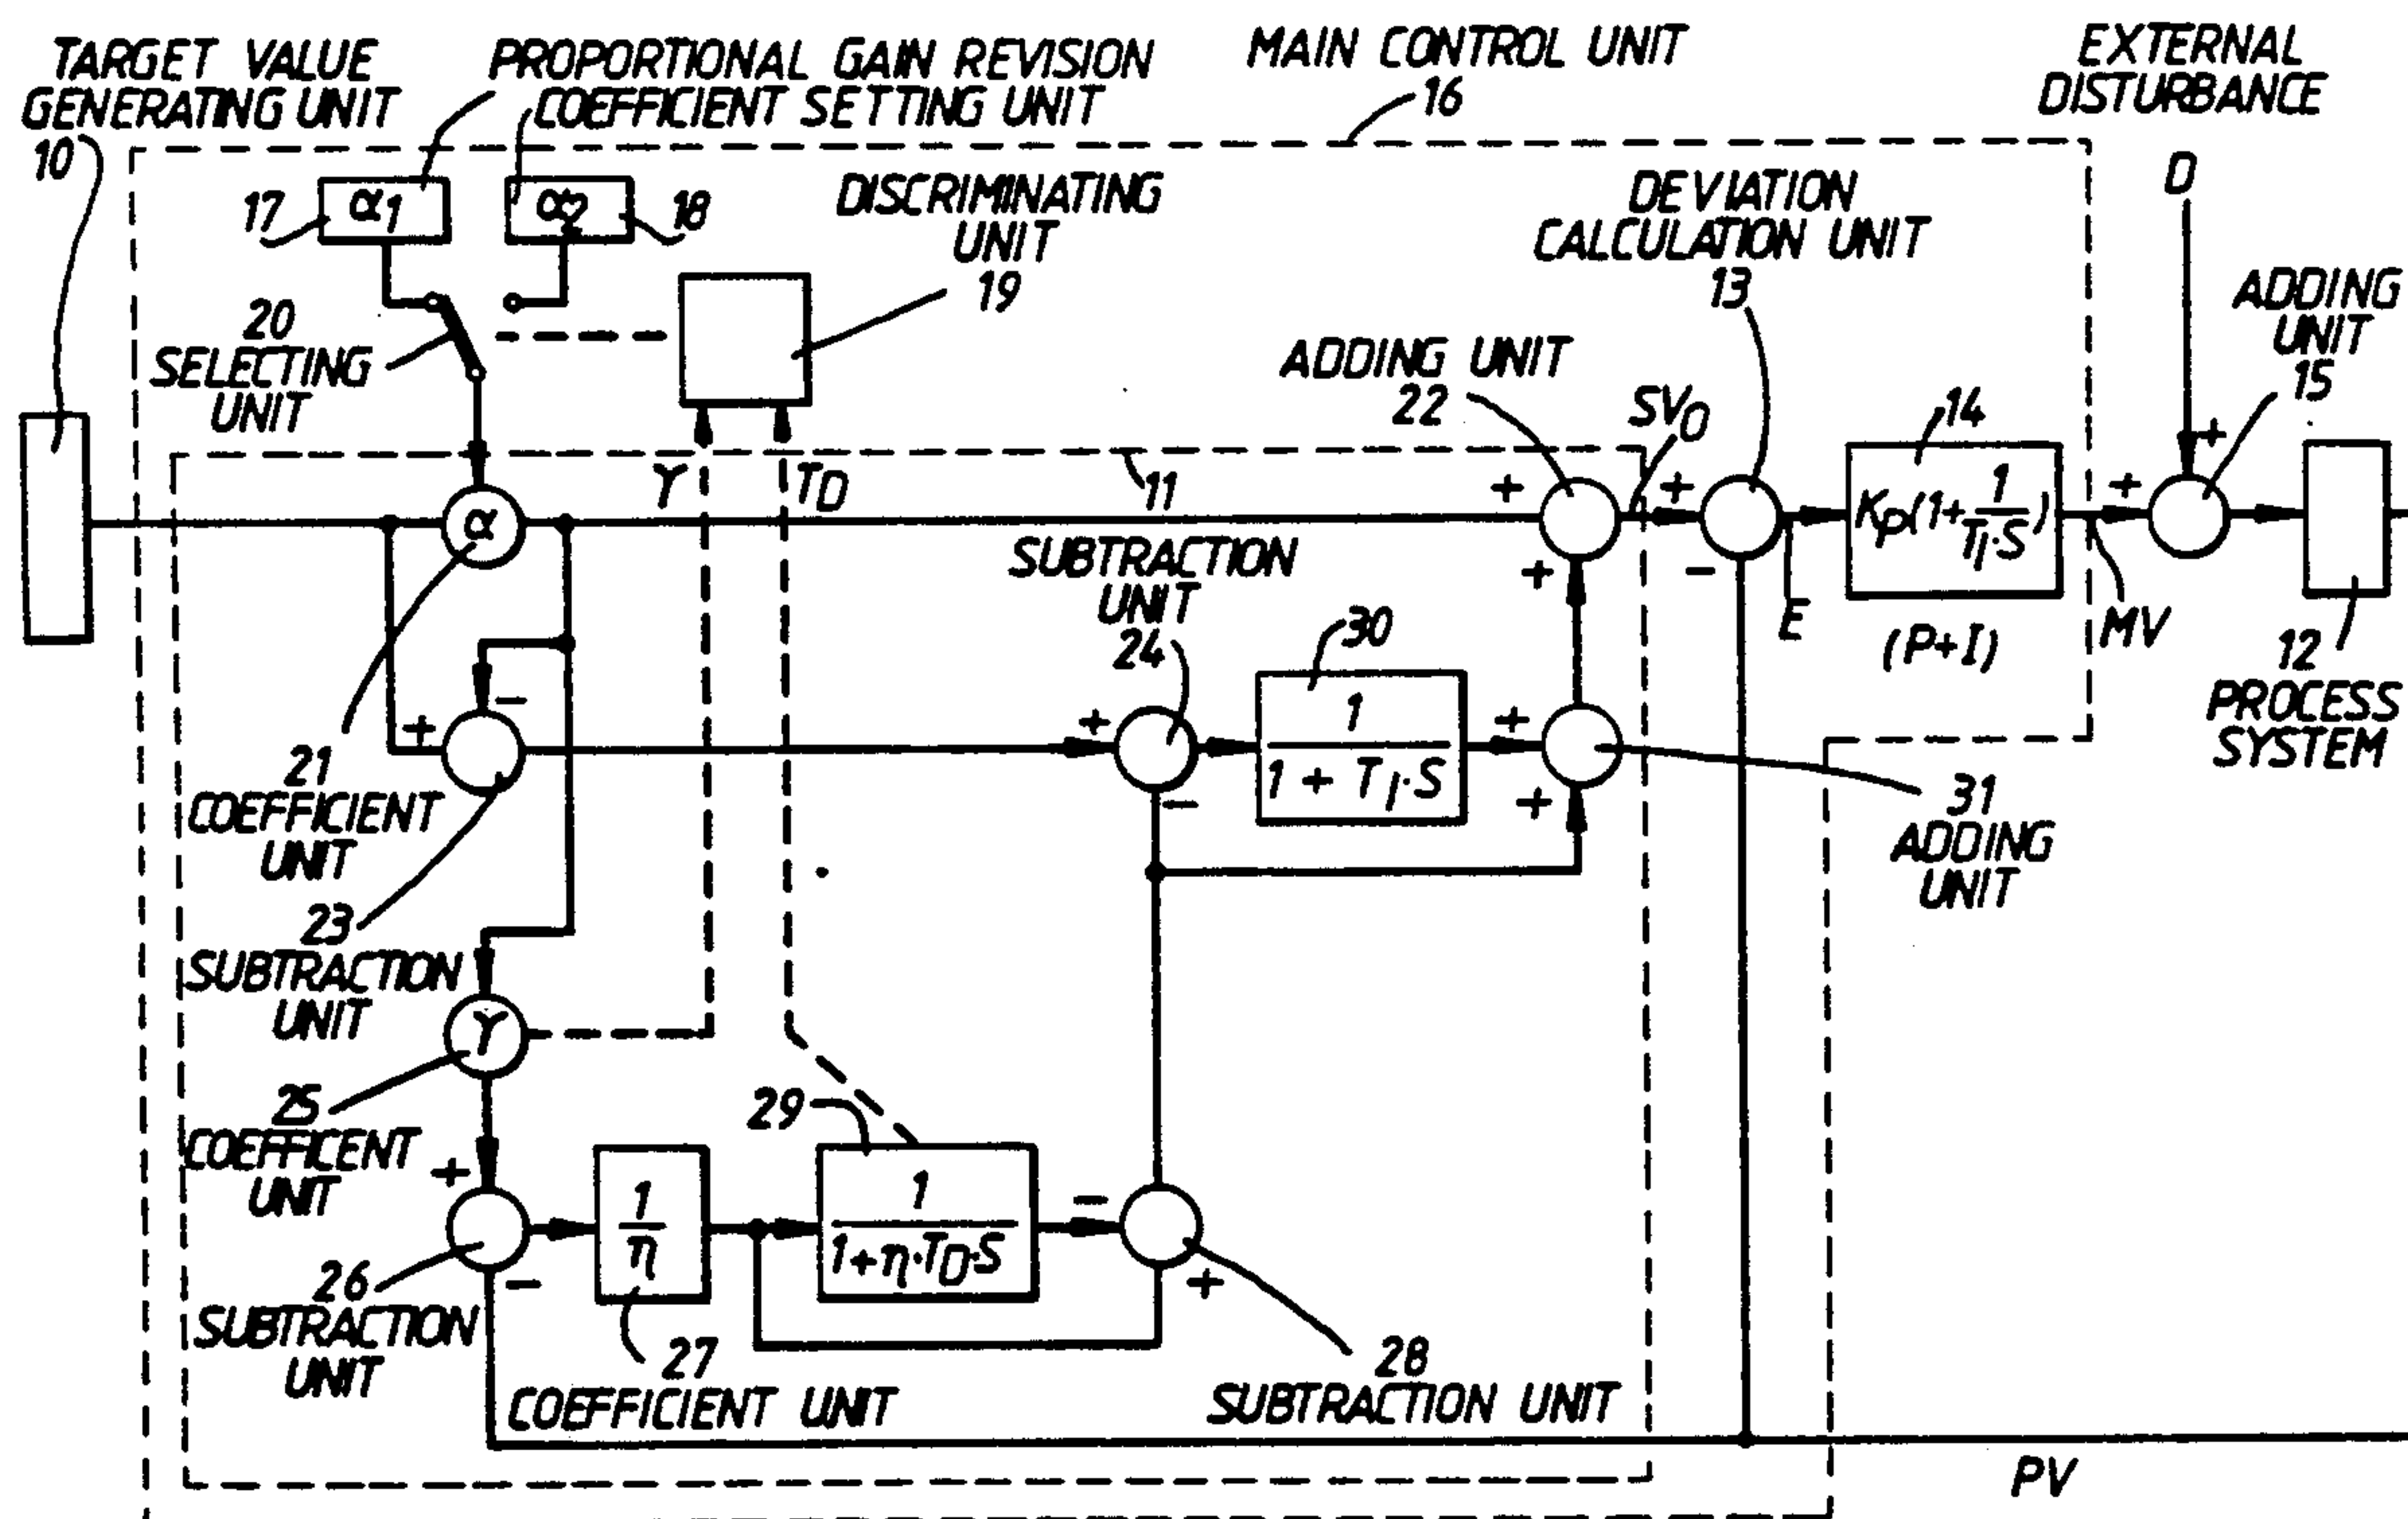 TARGET VALUE
GENERATING UNIT
10
PROPORTIONAL GAIN REVISION
COEFFICIENT SETTING UNIT
MAIN CONTROL UNIT
16
EXTERNAL
DISTURBANCE
D
17
α1
α2
18
DISCRIMINATING
UNIT
19
DEVIATION
CALCULATION UNIT
13
ADDING
UNIT
15
20
SELECTING
UNIT
ADDING UNIT
22
SV0
14
+
γ
TD
11
+
+
+
α
Kp(1+1/TI·S)
SUBTRACTION
UNIT
24
+
−
E
(P+I)
MV
12
PROCESS
SYSTEM
30
−
+
+
1
1 + TI·S
+
21
COEFFICIENT
UNIT
−
+
31
ADDING
UNIT
23
SUBTRACTION
UNIT
γ
25
COEFFICENT
UNIT
29
+
1
η
1
1+η·TD·S
−
26
SUBTRACTION
UNIT
−
+
27
COEFFICIENT UNIT
28
SUBTRACTION UNIT
PV